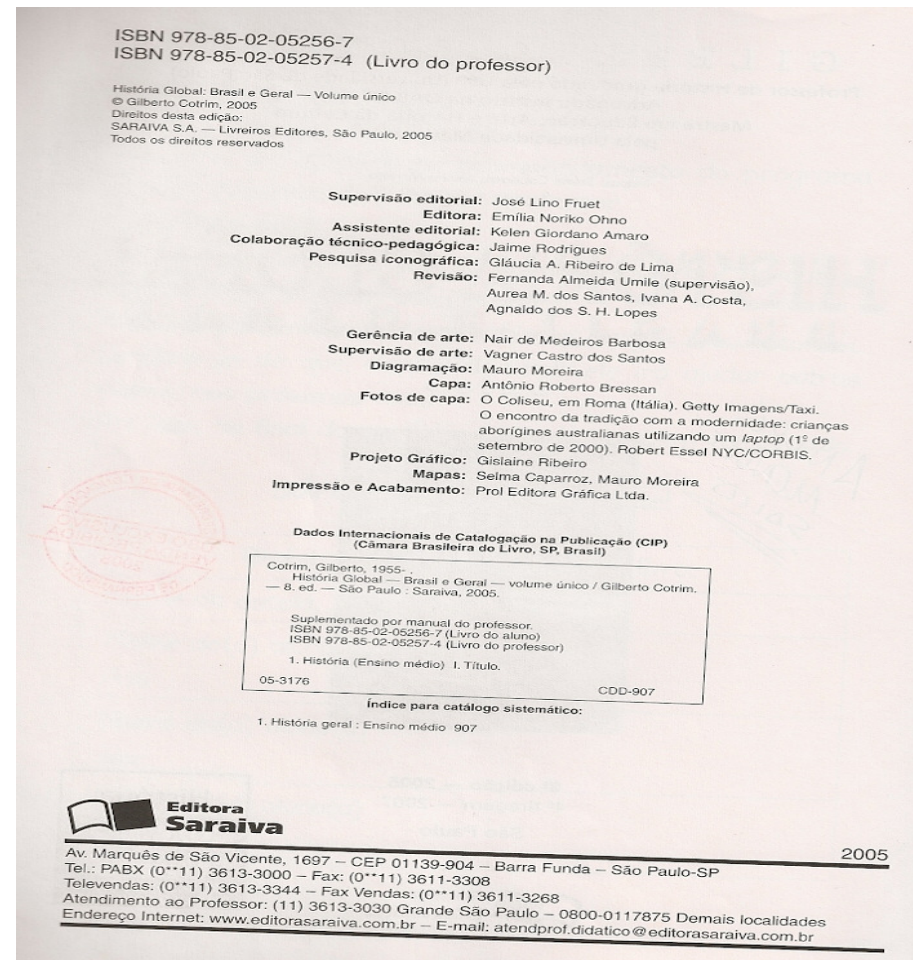 ISBN 978-85-02-05256-7
ISBN 978-85-02-05257-4 (Livro do professor)
História Global: Brasil e Geral — Volume único
© Gilberto Cotrim, 2005
Direitos desta edição:
SARAIVA S.A. — Livreiros Editores, São Paulo, 2005
Todos os direitos reservados
Supervisão editorial: José Lino Fruet
Editora: Emília Noriko Ohno
Assistente editorial: Kelen Giordano Amaro
Colaboração técnico-pedagógica: Jaime Rodrigues
Pesquisa iconográfica: Gláucia A. Ribeiro de Lima
Revisão: Fernanda Almeida Umile (supervisão),
Aurea M. dos Santos, Ivana A. Costa,
Agnaldo dos S. H. Lopes
Gerência de arte: Nair de Medeiros Barbosa
Supervisão de arte: Vagner Castro dos Santos
Diagramação: Mauro Moreira
Capa: Antônio Roberto Bressan
Fotos de capa: O Coliseu, em Roma (Itália). Getty Imagens/Taxi.
O encontro da tradição com a modernidade: crianças
aborígines australianas utilizando um laptop (1º de
setembro de 2000). Robert Essel NYC/CORBIS.
Projeto Gráfico: Gislaine Ribeiro
Mapas: Selma Caparroz, Mauro Moreira
Impressão e Acabamento: Prol Editora Gráfica Ltda.
Dados Internacionais de Catalogação na Publicação (CIP)
(Câmara Brasileira do Livro, SP, Brasil)
Cotrim, Gilberto, 1955- .
História Global — Brasil e Geral — volume único / Gilberto Cotrim.
— 8. ed. — São Paulo : Saraiva, 2005.
Suplementado por manual do professor.
ISBN 978-85-02-05256-7 (Livro do aluno)
ISBN 978-85-02-05257-4 (Livro do professor)
1. História (Ensino médio) I. Título.
05-3176 CDD-907
Índice para catálogo sistemático:
1. História geral : Ensino médio 907
Editora
Saraiva
2005
Av. Marquês de São Vicente, 1697 – CEP 01139-904 – Barra Funda – São Paulo-SP
Tel.: PABX (0**11) 3613-3000 – Fax: (0**11) 3611-3308
Televendas: (0**11) 3613-3344 – Fax Vendas: (0**11) 3611-3268
Atendimento ao Professor: (11) 3613-3030 Grande São Paulo – 0800-0117875 Demais localidades
Endereço Internet: www.editorasaraiva.com.br – E-mail: atendprof.didatico@editorasaraiva.com.br